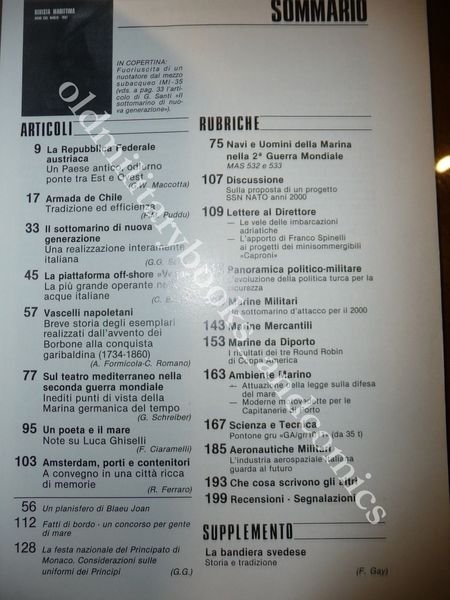 SOMMARIO
RIVISTA MARITTIMA
IN COPERTINA:
Fuoriuscita di un
nuotatore dal mezzo
subacqueo IMI-35
(vds. a pag. 33 l'arti-
colo di G. Santi «Il
sottomarino di nuo-
va generazione»).
ARTICOLI
9 La Repubblica Federale
austriaca
Un Paese antico, odierno
ponte tra Est e Ovest
(G.W. Maccotta)
17 Armada de Chile
Tradizione ed efficienza
Puddu)
33 Il sottomarino di nuova
generazione
Una realizzazione interamente
italiana
(G.G.
45 La piattaforma off-shore
La più grande operante
acque italiane
57 Vascelli napoletani
Breve storia degli esemplari
realizzati dall'avvento dei
Borbone alla conquista
garibaldina (1734-1860)
(A. Formicola-C. Romano)
77 Sul teatro mediterraneo nella
seconda guerra mondiale
Inediti punti di vista della
Marina germanica del tempo
(G. Schreiber)
95 Un poeta e il mare
Note su Luca Ghiselli
(F. Ciaramelli)
103 Amsterdam, porti e contenitori
A convegno in una città ricca
di memorie
(R. Ferraro)
56 Un planisfero di Blaeu Joan
112 Fatti di bordo - un concorso per gente
di mare
128 La festa nazionale del Principato di
Monaco. Considerazioni sulle
uniformi dei Principi
(G.G.)
RUBRICHE
75 Navi e Uomini della Marina
nella 2ª Guerra Mondiale
MAS 532 e 533
107 Discussione
Sulla proposta di un progetto
SSN NATO anni 2000
109 Lettere al Direttore
— Le vele delle imbarcazioni
adriatiche
— L'apporto di Franco Spinelli
ai progetti dei minisommergibili
«Caproni»
Panoramica politico-militare
L'evoluzione della politica turca per la
sicurezza
Marine Militari
sottomarino d'attacco per il 2000
143 Marine Mercantili
153 Marine da Diporto
I risultati dei tre Round Robin
di Coppa America
163 Ambiente Marino
— Attuazione della legge sulla difesa
del mare
— Moderne motovedette per le
Capitanerie di Porto
167 Scienza e Tecnica
Pontone gru (da 35 t)
185 Aeronautiche Militari
L'industria aerospaziale italiana
guarda al futuro
193 Che cosa scrivono gli altri
199 Recensioni - Segnalazioni
SUPPLEMENTO
La bandiera svedese
Storia e tradizione
(F. Gay)
oldmilitarybooksandcomics